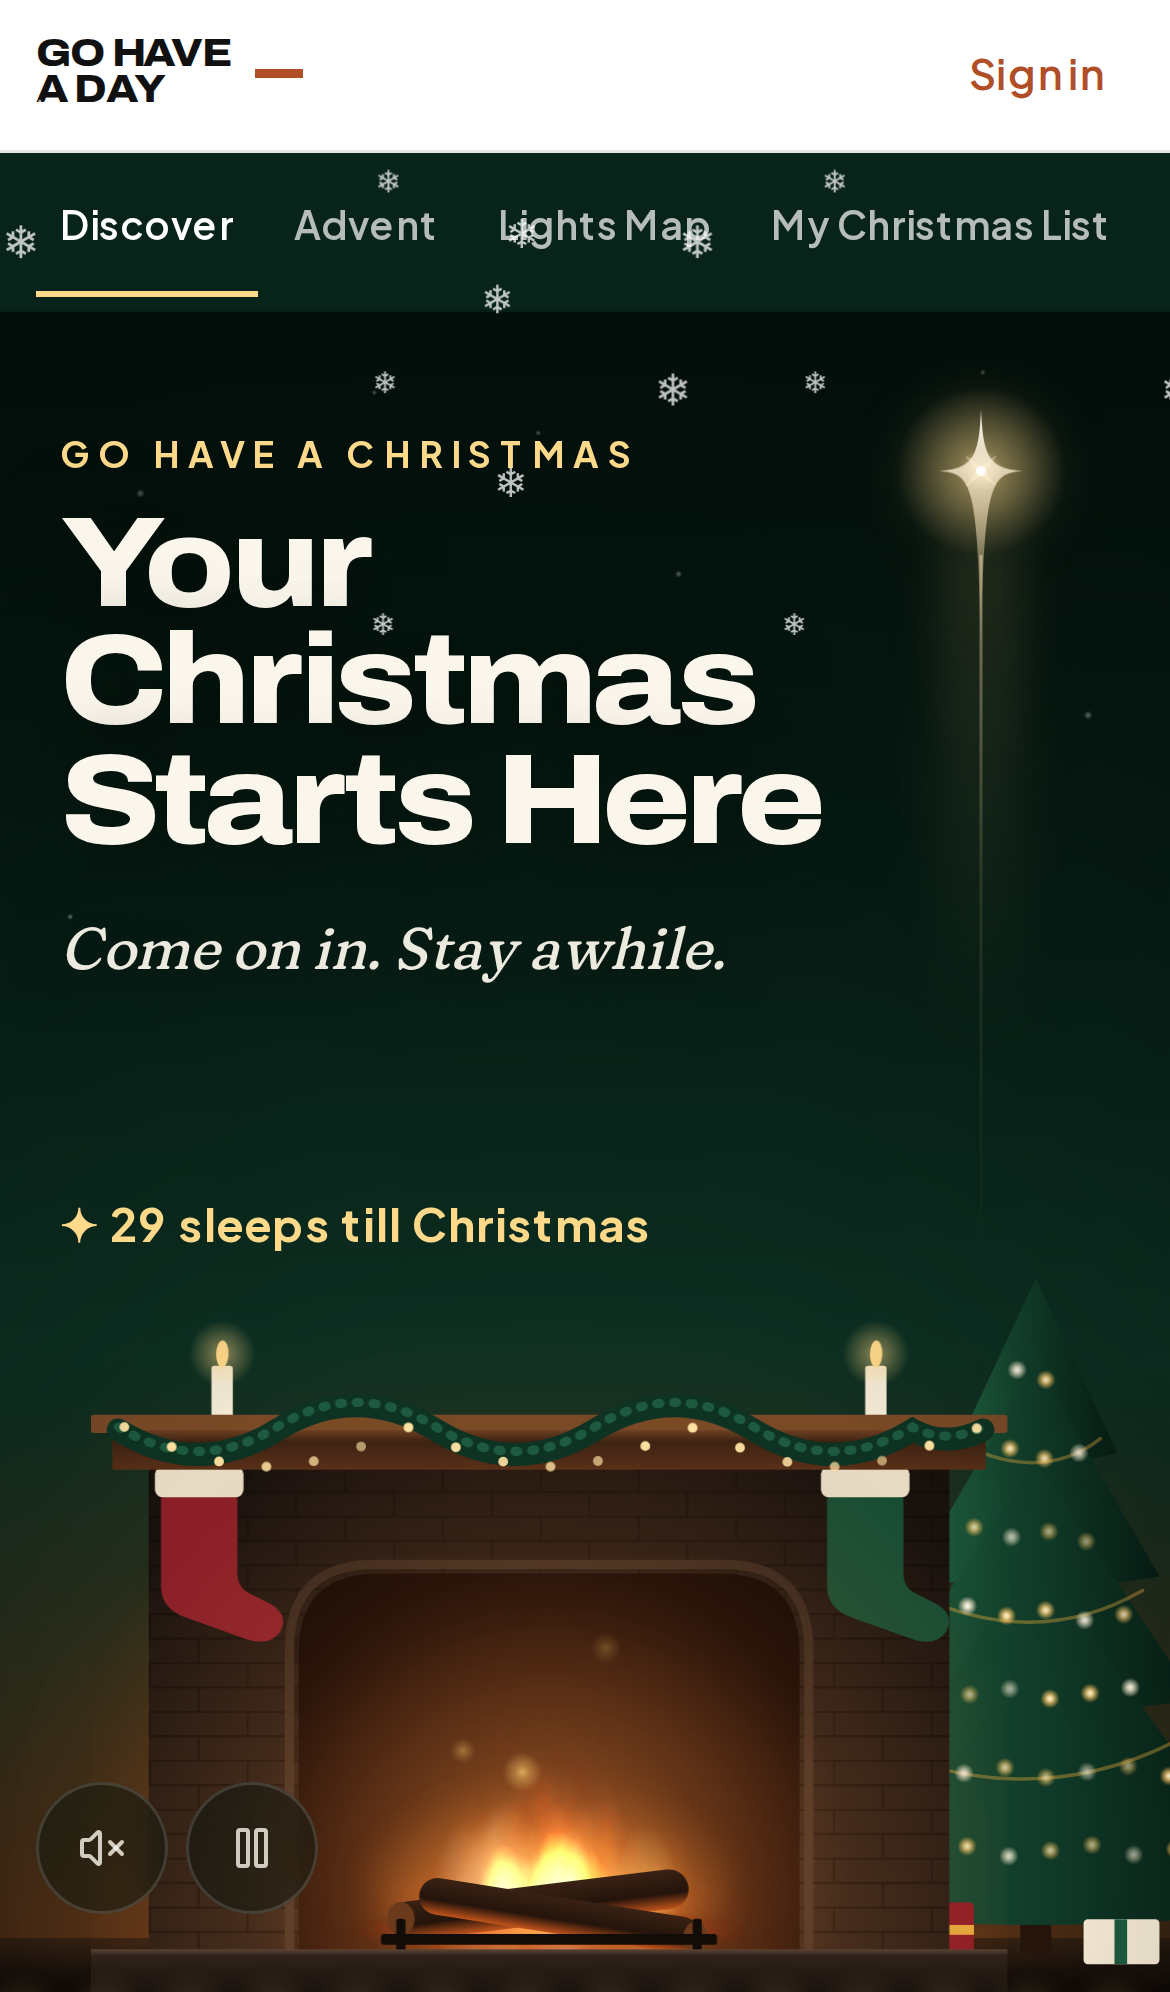 GO HAVE
A DAY
Sign in
Discover
Advent
Lights Map
My Christmas List
GO HAVE A CHRISTMAS
Your
Christmas
Starts Here
Come on in. Stay awhile.
29 sleeps till Christmas